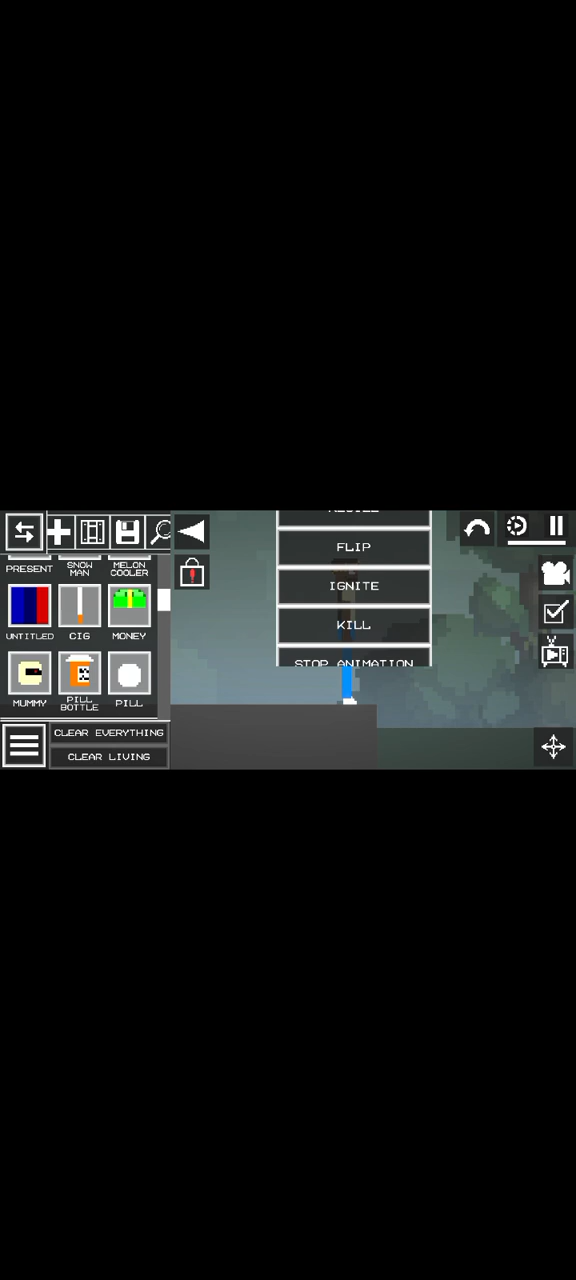 PRESENT
SNOW
MAN
MELON
COOLER
UNTITLED
CIG
MONEY
MUMMY
PILL
BOTTLE
PILL
CLEAR EVERYTHING
CLEAR LIVING
FLIP
IGNITE
KILL
STOP ANIMATION